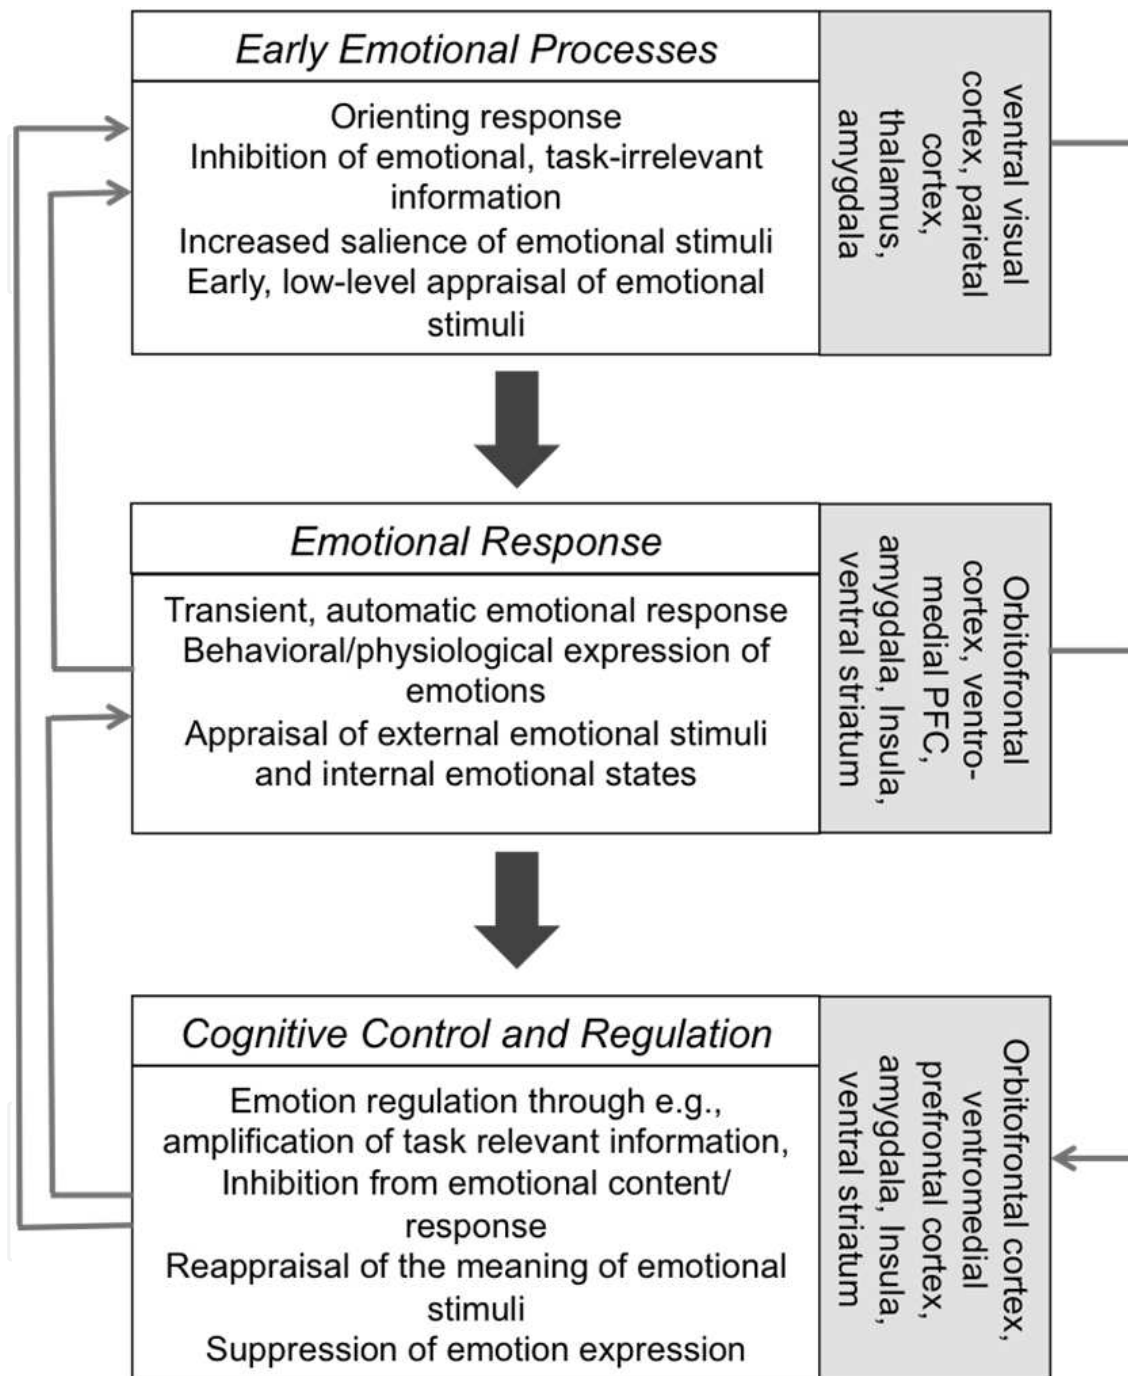 Early Emotional Processes
Orienting response
Inhibition of emotional, task-irrelevant
information
Increased salience of emotional stimuli
Early, low-level appraisal of emotional
stimuli
ventral visual
cortex, parietal
cortex,
thalamus,
amygdala
Emotional Response
Transient, automatic emotional response
Behavioral/physiological expression of
emotions
Appraisal of external emotional stimuli
and internal emotional states
Orbitofrontal
cortex, ventro-
medial PFC,
amygdala, Insula,
ventral striatum
Cognitive Control and Regulation
Emotion regulation through e.g.,
amplification of task relevant information,
Inhibition from emotional content/
response
Reappraisal of the meaning of emotional
stimuli
Suppression of emotion expression
Orbitofrontal cortex,
ventromedial
prefrontal cortex,
amygdala, Insula,
ventral striatum